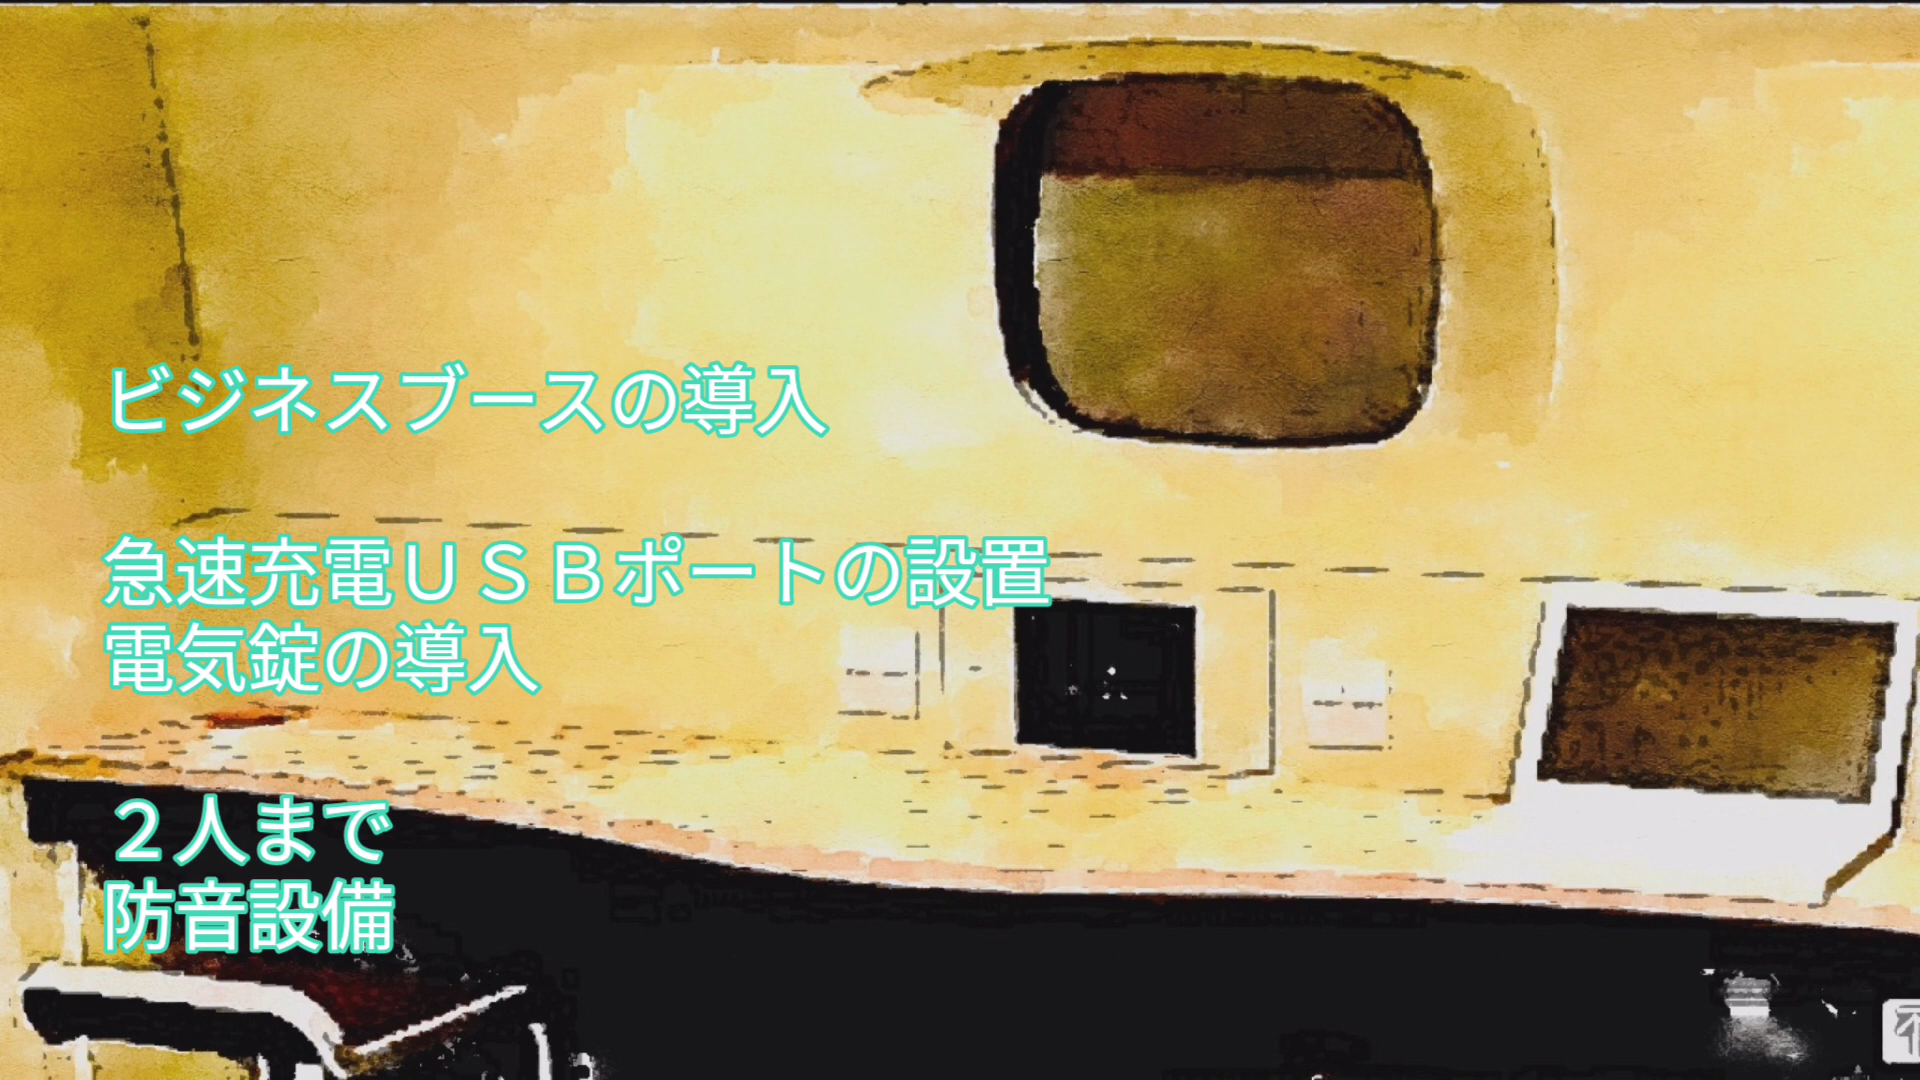 ビジネスブースの導入
急速充電ＵＳＢポートの設置
電気錠の導入
２人まで
防音設備